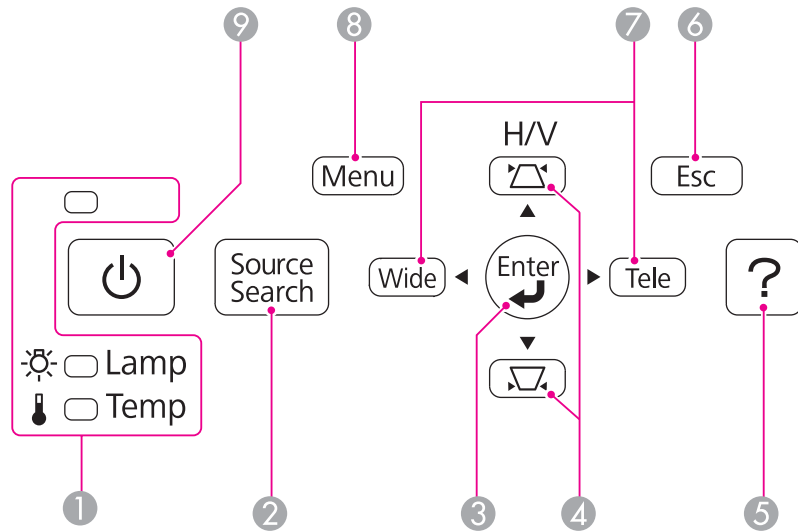 9
8
7
6
H/V
Menu
Esc
Source
Search
Wide
Enter
Tele
?
Lamp
Temp
1
2
3
4
5